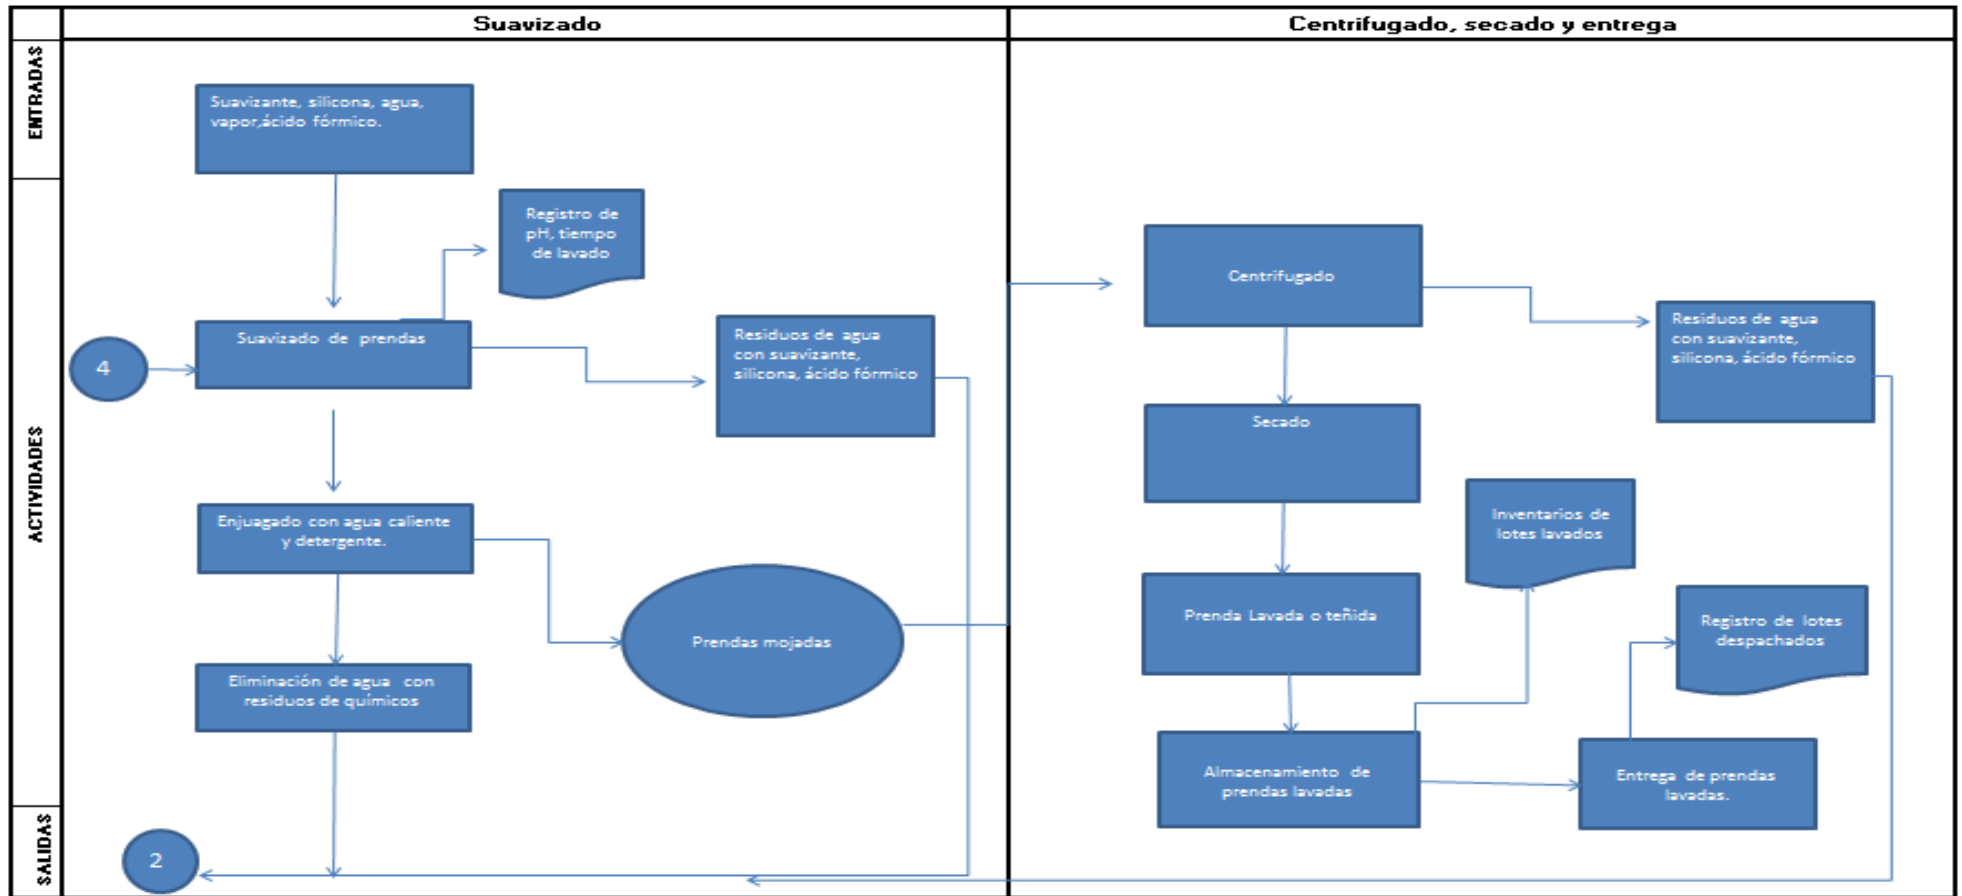 Suavizado
Centrifugado, secado y entrega
ENTRADAS
Suavizante, silicona, agua,
vapor,ácido fórmico.
ACTIVIDADES
Registro de
pH, tiempo
de lavado
Suavizado de prendas
4
Residuos de agua
con suavizante,
silicona, ácido fórmico
Enjuagado con agua caliente
y detergente.
Prendas mojadas
Eliminación de agua con
residuos de químicos
Centrifugado
Residuos de agua
con suavizante,
silicona, ácido fórmico
Secado
Inventarios de
lotes lavados
Prenda Lavada o teñida
Registro de lotes
despachados
Almacenamiento de
prendas lavadas
Entrega de prendas
lavadas.
SALIDAS
2